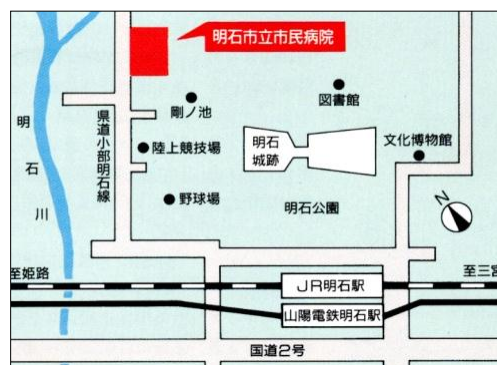 明石市立市民病院
図書館
剛ノ池
県道小部明石線
明石川
陸上競技場
明石
城跡
文化博物館
野球場
明石公園
N
至姫路
JR明石駅
至三宮
山陽電鉄明石駅
国道2号